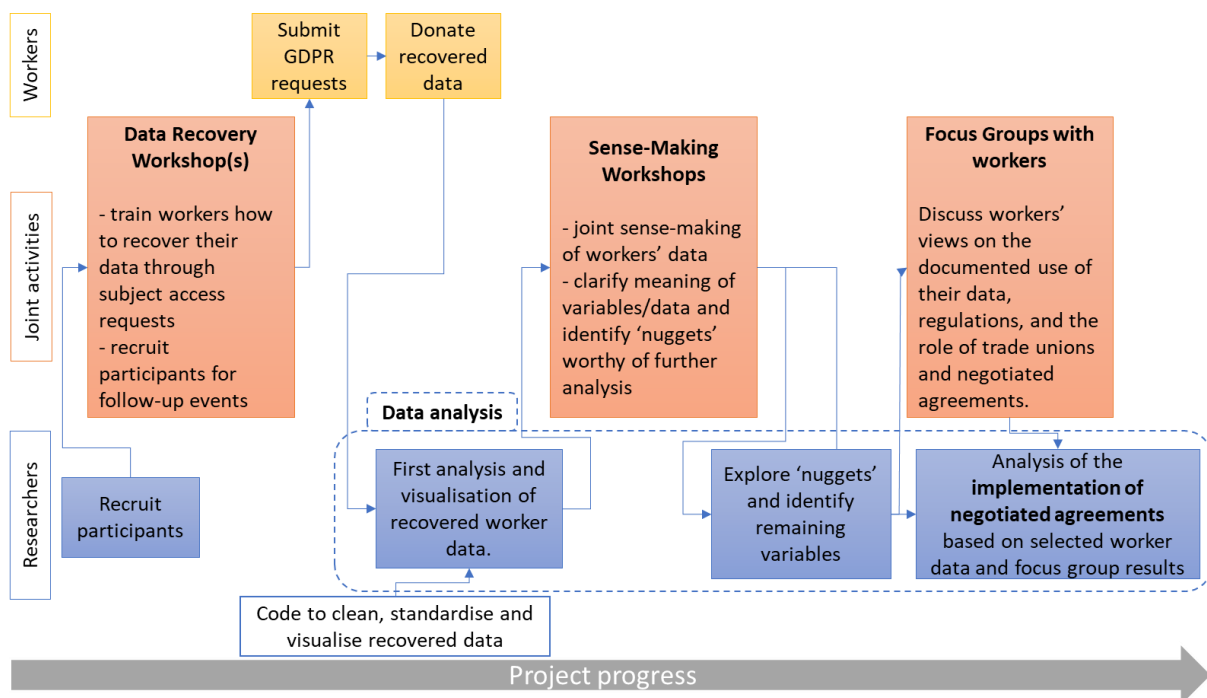 Workers
Submit
GDPR
requests
Donate
recovered
data
Joint activities
Data Recovery
Workshop(s)
- train workers how
to recover their
data through
subject access
requests
- recruit
participants for
follow-up events
Sense-Making
Workshops
- joint sense-making
of workers’ data
- clarify meaning of
variables/data and
identify ‘nuggets’
worthy of further
analysis
Focus Groups with
workers
Discuss workers’
views on the
documented use of
their data,
regulations, and the
role of trade unions
and negotiated
agreements.
Researchers
Recruit
participants
Data analysis
First analysis and
visualisation of
recovered worker
data.
Explore ‘nuggets’
and identify
remaining
variables
Analysis of the
implementation of
negotiated agreements
based on selected worker
data and focus group results
Code to clean, standardise and
visualise recovered data
Project progress